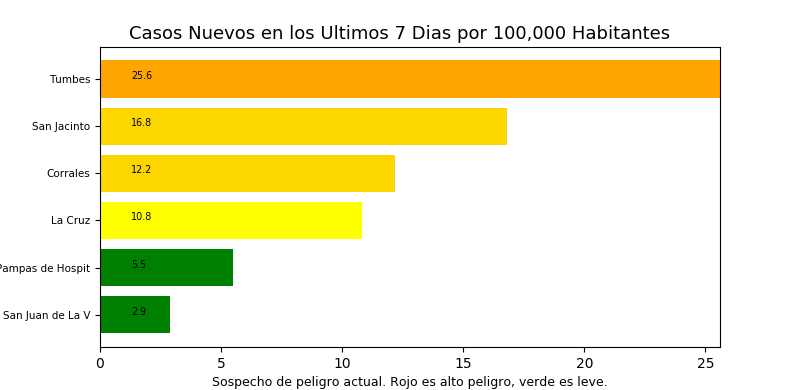 Casos Nuevos en los Ultimos 7 Dias por 100,000 Habitantes
Tumbes 25.6
San Jacinto 16.8
Corrales 12.2
La Cruz 10.8
Pampas de Hospit 5.5
San Juan de La V 2.9
0 5 10 15 20 25
Sospecho de peligro actual. Rojo es alto peligro, verde es leve.